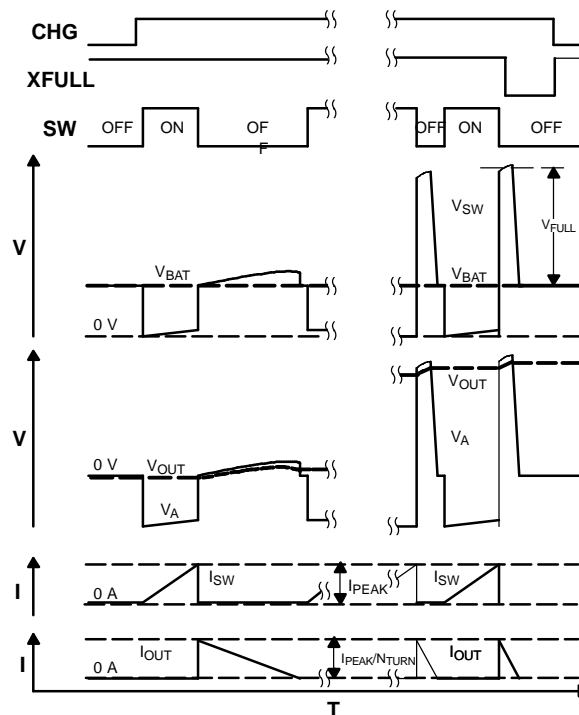 CHG
XFULL
SW OFF ON OF
F OFF ON OFF
V VBAT VSW VBAT VFULL
0 V
V 0 V VOUT VA VOUT VA
I 0 A ISW IPEAK ISW
I 0 A IOUT IPEAK/NTURN IOUT
T